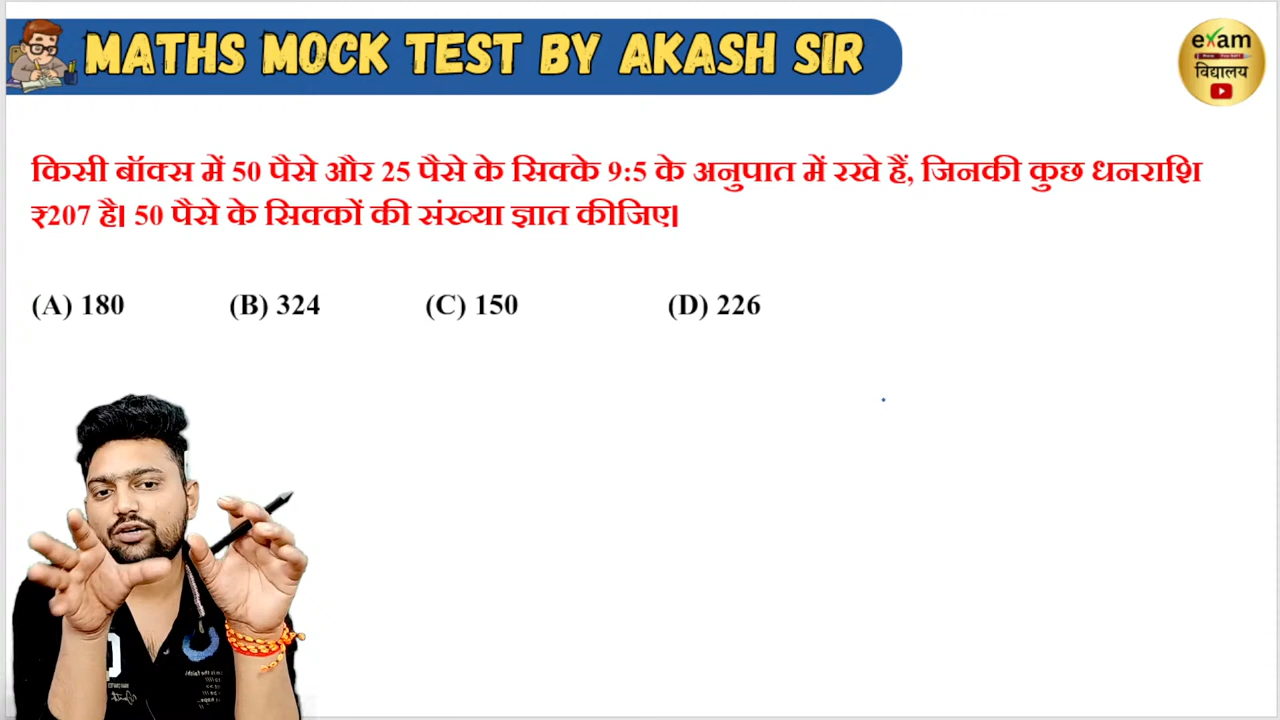 MATHS MOCK TEST BY AKASH SIR
exam
विद्यालय
किसी बॉक्स में 50 पैसे और 25 पैसे के सिक्के 9:5 के अनुपात में रखे हैं, जिनकी कुछ धनराशि
₹207 है। 50 पैसे के सिक्कों की संख्या ज्ञात कीजिए।
(A) 180 (B) 324 (C) 150 (D) 226